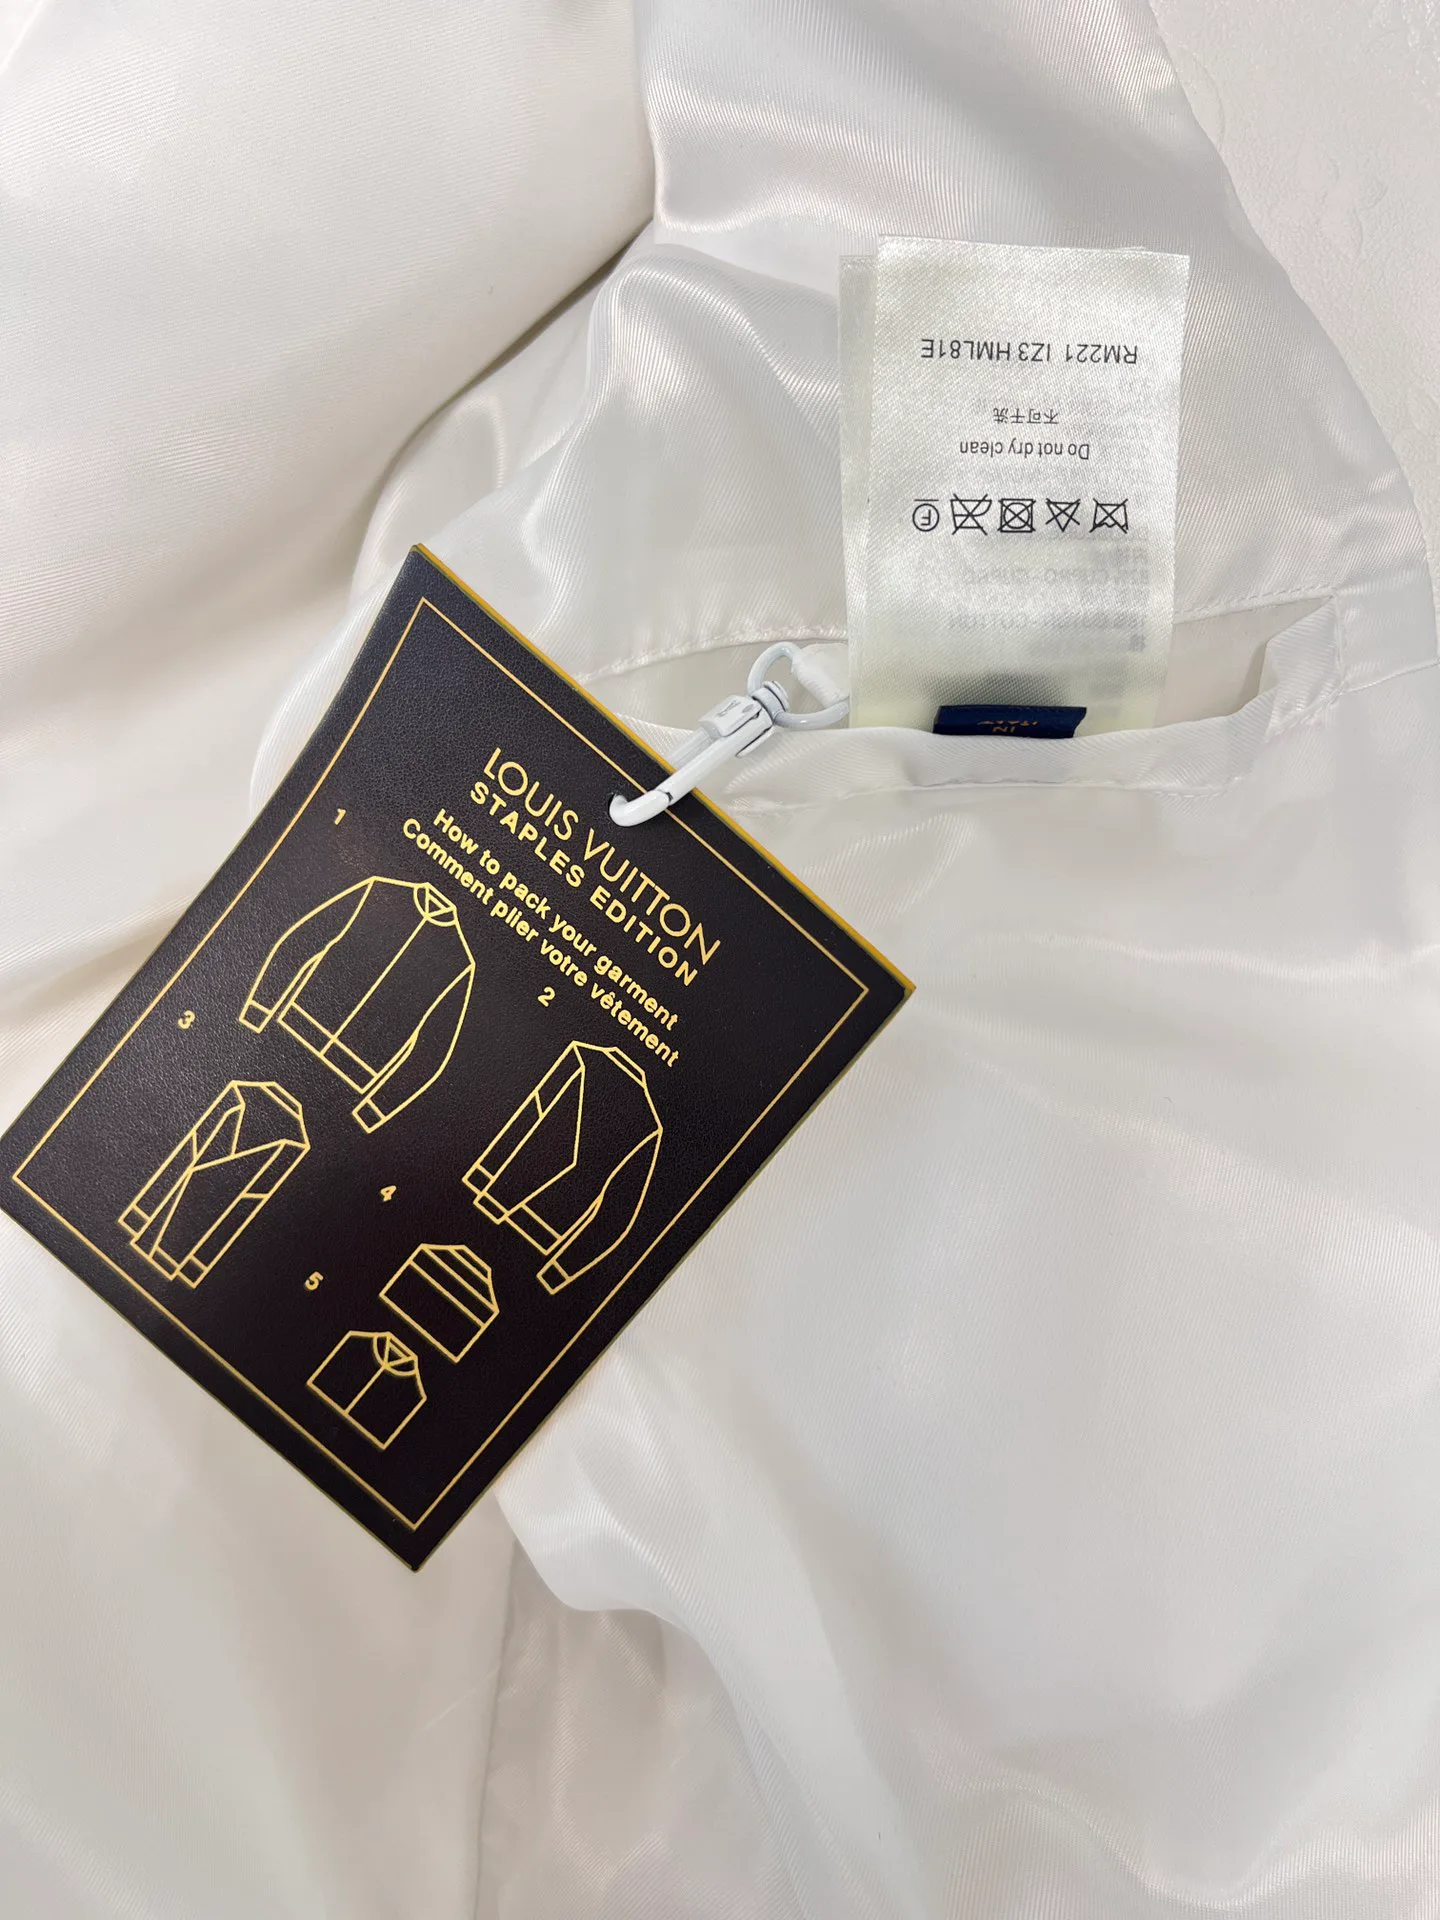 LOUIS VUITTON
STAPLES EDITION
How to pack your garment
Comment plier votre vêtement
1
2
3
4
5
F
Do not dry clean
不可干洗
RM221 IZ3 HML81E
IN